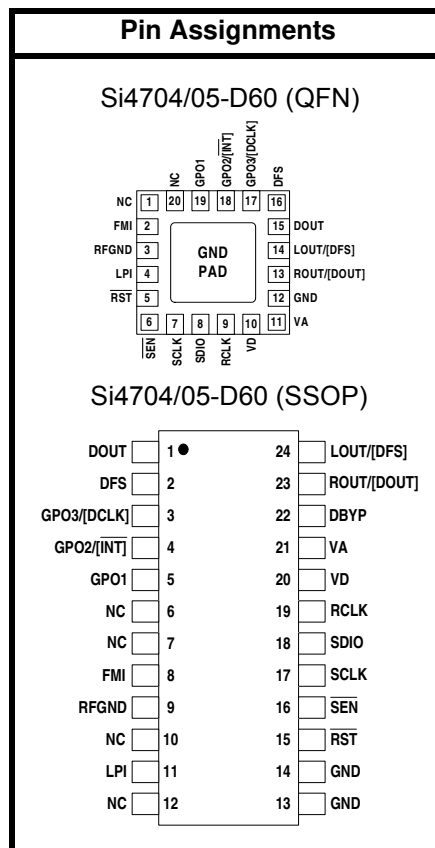 Pin Assignments
Si4704/05-D60 (QFN)
NC
GPO1
GPO2/[INT]
GPO3/[DCLK]
DFS
NC 1 20 19 18 17 16
FMI 2 15 DOUT
RFGND 3 GND 14 LOUT/[DFS]
LPI 4 PAD 13 ROUT/[DOUT]
RST 5 12 GND
6 7 8 9 10 11 VA
SEN
SCLK
SDIO
RCLK
VD
Si4704/05-D60 (SSOP)
DOUT 1 24 LOUT/[DFS]
DFS 2 23 ROUT/[DOUT]
GPO3/[DCLK] 3 22 DBYP
GPO2/[INT] 4 21 VA
GPO1 5 20 VD
NC 6 19 RCLK
NC 7 18 SDIO
FMI 8 17 SCLK
RFGND 9 16 SEN
NC 10 15 RST
LPI 11 14 GND
NC 12 13 GND